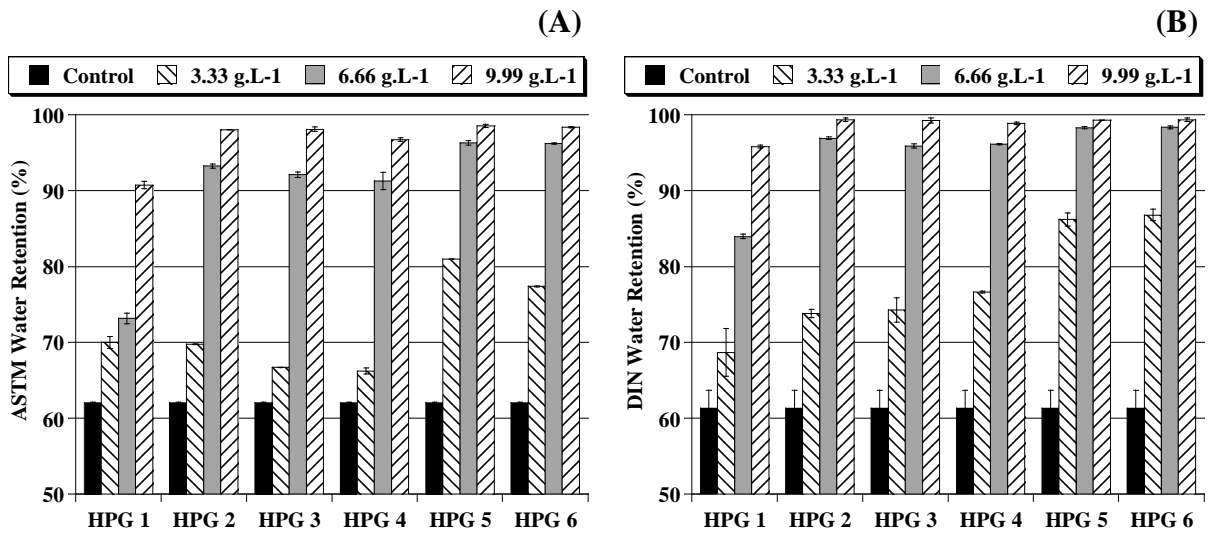 (A)
Control 3.33 g.L-1 6.66 g.L-1 9.99 g.L-1
ASTM Water Retention (%)
100
90
80
70
60
50
HPG 1 HPG 2 HPG 3 HPG 4 HPG 5 HPG 6
(B)
Control 3.33 g.L-1 6.66 g.L-1 9.99 g.L-1
DIN Water Retention (%)
100
90
80
70
60
50
HPG 1 HPG 2 HPG 3 HPG 4 HPG 5 HPG 6